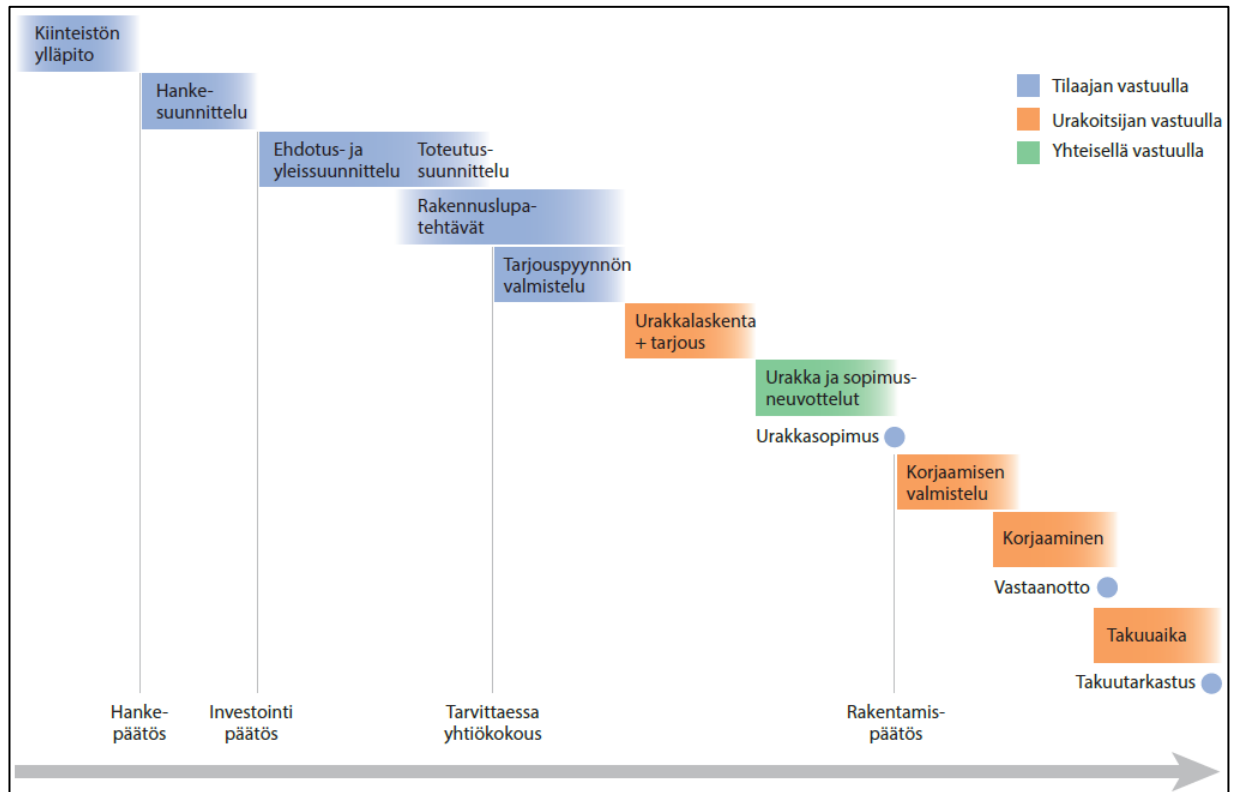 Kiinteistön
ylläpito
Hanke-
suunnittelu
Ehdotus- ja
yleissuunnittelu
Toteutus-
suunnittelu
Rakennuslupa-
tehtävät
Tarjouspyynnön
valmistelu
Urakkalaskenta
+ tarjous
Urakka ja sopimus-
neuvottelut
Urakkasopimus
Korjaamisen
valmistelu
Korjaaminen
Vastaanotto
Takuuaika
Takuutarkastus
Tilaajan vastuulla
Urakoitsijan vastuulla
Yhteisellä vastuulla
Hanke-
päätös
Investointi
päätös
Tarvittaessa
yhtiökokous
Rakentamis-
päätös